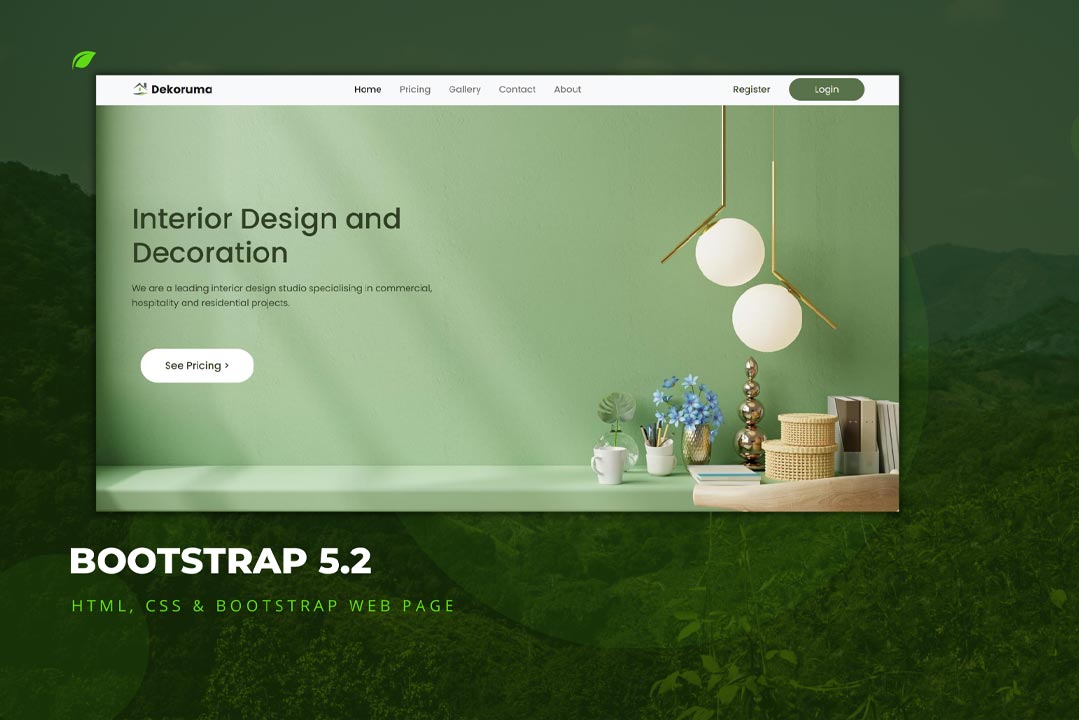 Dekoruma
Home Pricing Gallery Contact About
Register Login
Interior Design and
Decoration
We are a leading interior design studio specialising in commercial,
hospitality and residential projects.
See Pricing >
BOOTSTRAP 5.2
HTML, CSS & BOOTSTRAP WEB PAGE